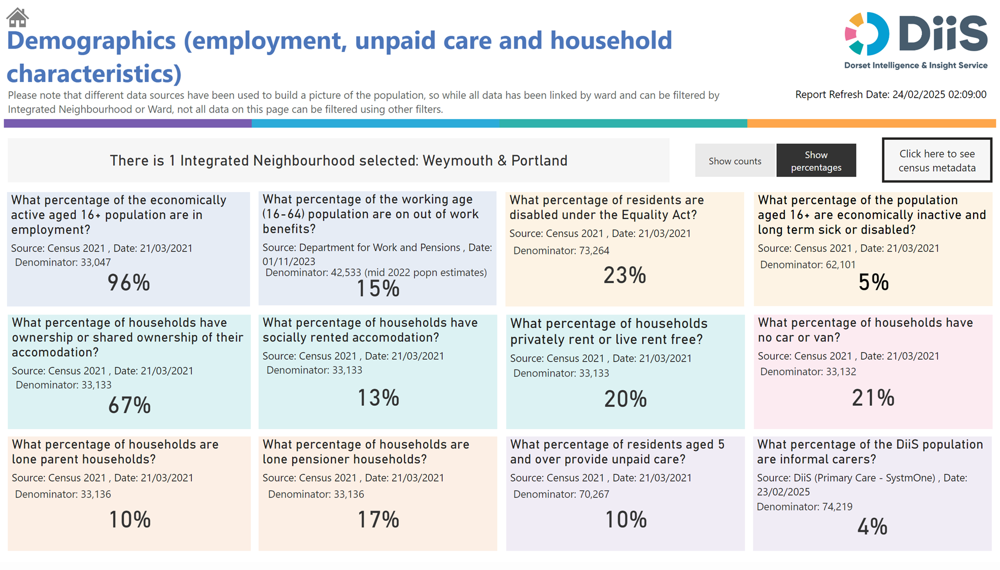 Demographics (employment, unpaid care and household
characteristics)
DiiS
Dorset Intelligence & Insight Service
Please note that different data sources have been used to build a picture of the population, so while all data has been linked by ward and can be filtered by
Integrated Neighbourhood or Ward, not all data on this page can be filtered using other filters.
Report Refresh Date: 24/02/2025 02:09:00
There is 1 Integrated Neighbourhood selected: Weymouth & Portland
Show counts
Show
percentages
Click here to see
census metadata
What percentage of the economically
active aged 16+ population are in
employment?
Source: Census 2021 , Date: 21/03/2021
Denominator: 33,047
96%
What percentage of the working age
(16-64) population are on out of work
benefits?
Source: Department for Work and Pensions , Date:
01/11/2023
Denominator: 42,533 (mid 2022 popn estimates)
15%
What percentage of residents are
disabled under the Equality Act?
Source: Census 2021 , Date: 21/03/2021
Denominator: 73,264
23%
What percentage of the population
aged 16+ are economically inactive and
long term sick or disabled?
Source: Census 2021 , Date: 21/03/2021
Denominator: 62,101
5%
What percentage of households have
ownership or shared ownership of their
accomodation?
Source: Census 2021 , Date: 21/03/2021
Denominator: 33,133
67%
What percentage of households have
socially rented accomodation?
Source: Census 2021 , Date: 21/03/2021
Denominator: 33,133
13%
What percentage of households
privately rent or live rent free?
Source: Census 2021 , Date: 21/03/2021
Denominator: 33,133
20%
What percentage of households have
no car or van?
Source: Census 2021 , Date: 21/03/2021
Denominator: 33,132
21%
What percentage of households are
lone parent households?
Source: Census 2021 , Date: 21/03/2021
Denominator: 33,136
10%
What percentage of households are
lone pensioner households?
Source: Census 2021 , Date: 21/03/2021
Denominator: 33,136
17%
What percentage of residents aged 5
and over provide unpaid care?
Source: Census 2021 , Date: 21/03/2021
Denominator: 70,267
10%
What percentage of the DiiS population
are informal carers?
Source: DiiS (Primary Care - SystmOne) , Date:
23/02/2025
Denominator: 74,219
4%